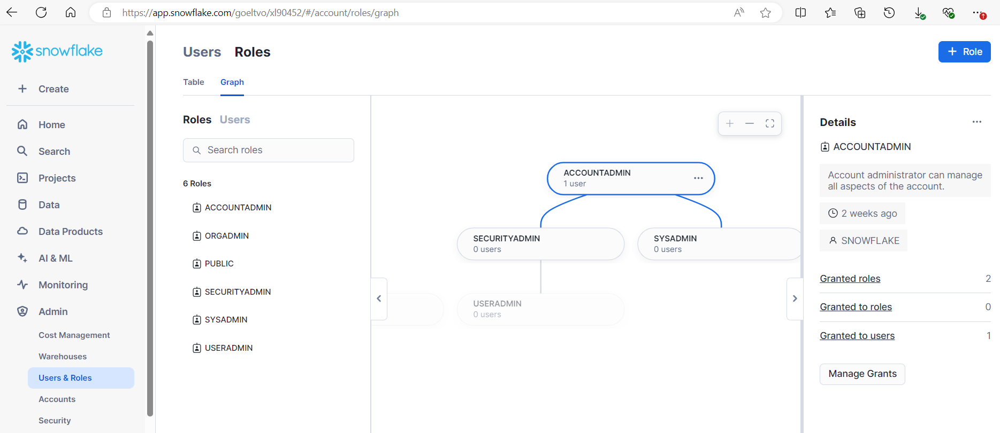 https://app.snowflake.com/goeltvo/xl90452/#/account/roles/graph
snowflake
Create
Home
Search
Projects
Data
Data Products
AI & ML
Monitoring
Admin
Cost Management
Warehouses
Users & Roles
Accounts
Security
Users Roles
+ Role
Table Graph
Roles Users
Search roles
6 Roles
ACCOUNTADMIN
ORGADMIN
PUBLIC
SECURITYADMIN
SYSADMIN
USERADMIN
ACCOUNTADMIN
1 user
SECURITYADMIN
0 users
SYSADMIN
0 users
USERADMIN
0 users
Details
ACCOUNTADMIN
Account administrator can manage
all aspects of the account.
2 weeks ago
SNOWFLAKE
Granted roles 2
Granted to roles 0
Granted to users 1
Manage Grants